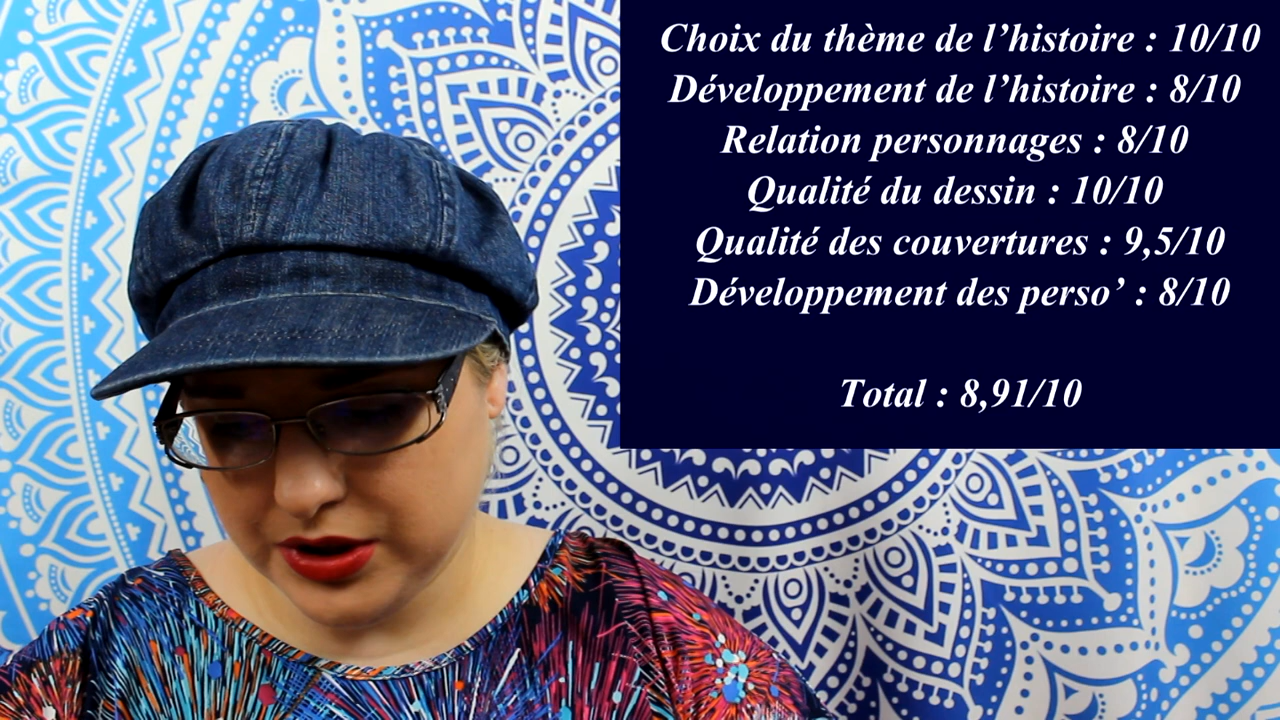 Choix du thème de l’histoire : 10/10
Développement de l’histoire : 8/10
Relation personnages : 8/10
Qualité du dessin : 10/10
Qualité des couvertures : 9,5/10
Développement des perso’ : 8/10
Total : 8,91/10